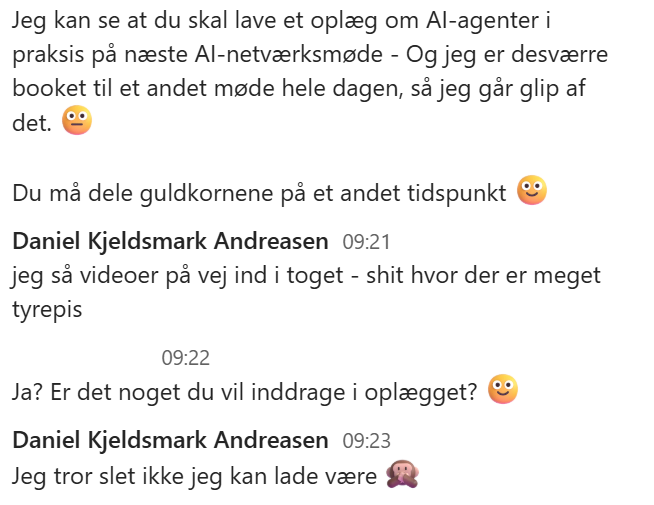 Jeg kan se at du skal lave et oplæg om AI-agenter i
praksis på næste AI-netværksmøde - Og jeg er desværre
booket til et andet møde hele dagen, så jeg går glip af
det. 😐
Du må dele guldkornene på et andet tidspunkt 🙂
Daniel Kjeldsmark Andreasen 09:21
jeg så videoer på vej ind i toget - shit hvor der er meget
tyrepis
09:22
Ja? Er det noget du vil inddrage i oplægget? 🙂
Daniel Kjeldsmark Andreasen 09:23
Jeg tror slet ikke jeg kan lade være 🙊